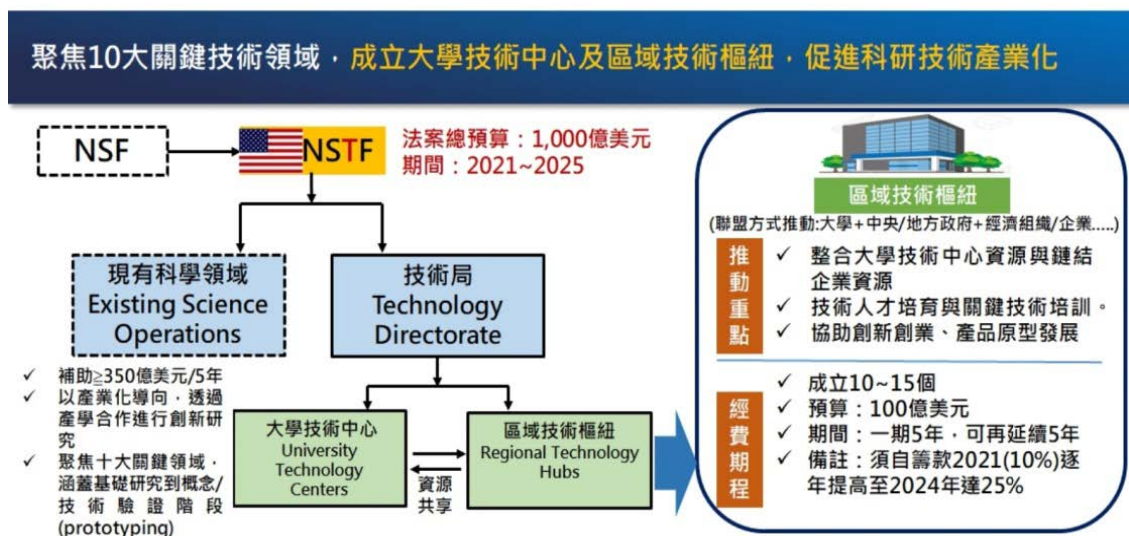 聚焦10大關鍵技術領域，成立大學技術中心及區域技術樞紐，促進科研技術產業化
NSF
NSTF
法案總預算：1,000億美元
期間：2021~2025
現有科學領域
Existing Science
Operations
技術局
Technology
Directorate
✓ 補助≧350億美元/5年
✓ 以產業化導向，透過
產學合作進行創新研
究
✓ 聚焦十大關鍵領域，
涵蓋基礎研究到概念/
技術驗證階段
(prototyping)
大學技術中心
University
Technology
Centers
資源
共享
區域技術樞紐
Regional Technology
Hubs
區域技術樞紐
(聯盟方式推動:大學+中央/地方政府+經濟組織/企業.....)
推動重點
✓ 整合大學技術中心資源與鏈結
企業資源
✓ 技術人才培育與關鍵技術培訓。
✓ 協助創新創業、產品原型發展
經費期程
✓ 成立10~15個
✓ 預算：100億美元
✓ 期間：一期5年，可再延續5年
✓ 備註：須自籌款2021(10%)逐
年提高至2024年達25%